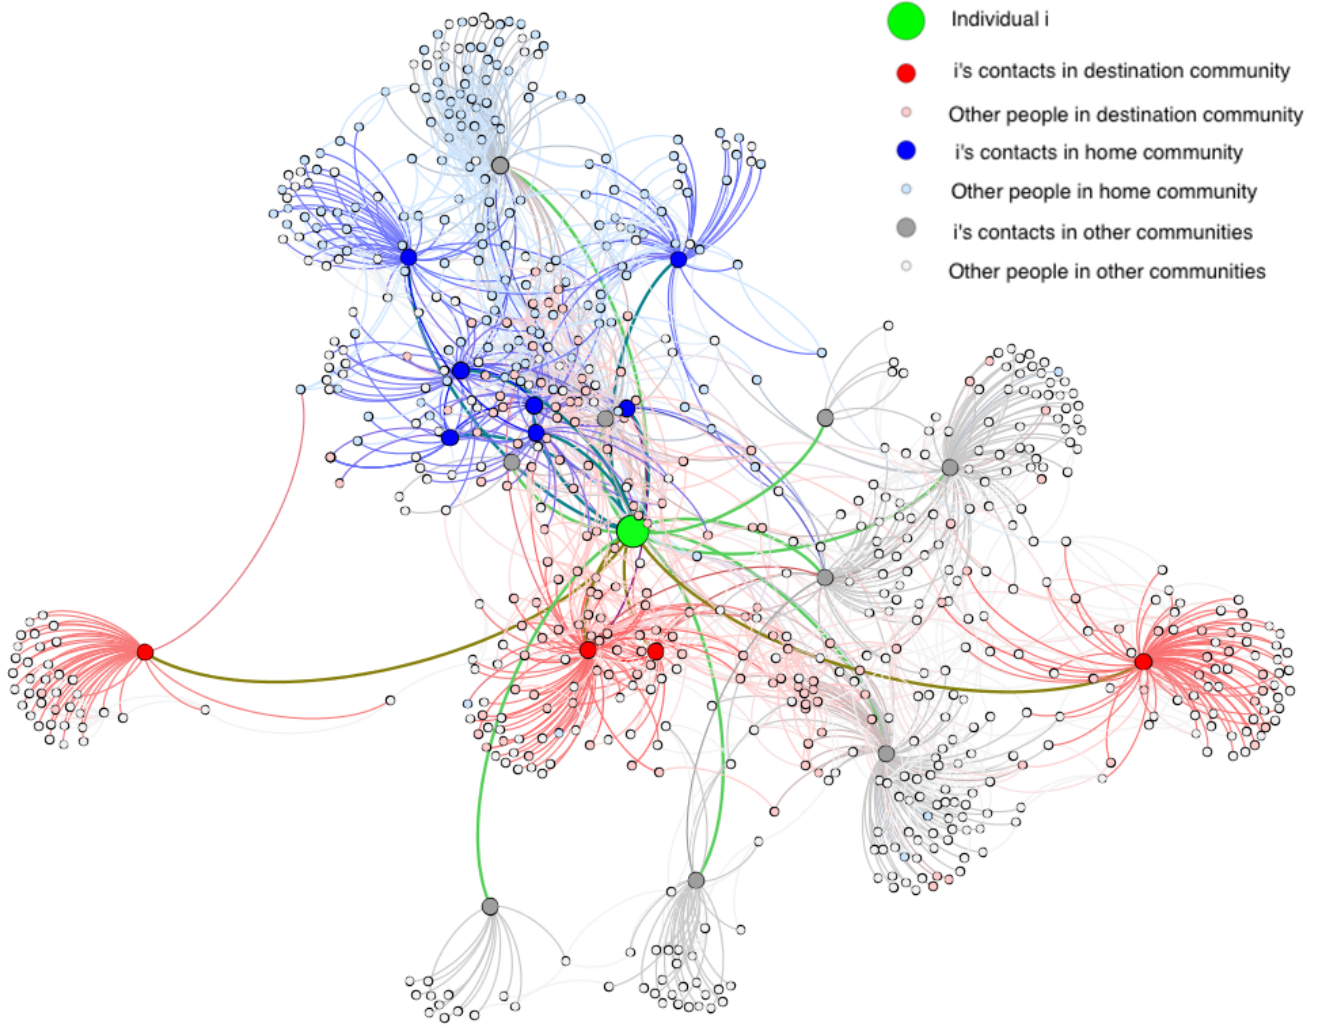 Individual i
i's contacts in destination community
Other people in destination community
i's contacts in home community
Other people in home community
i's contacts in other communities
Other people in other communities